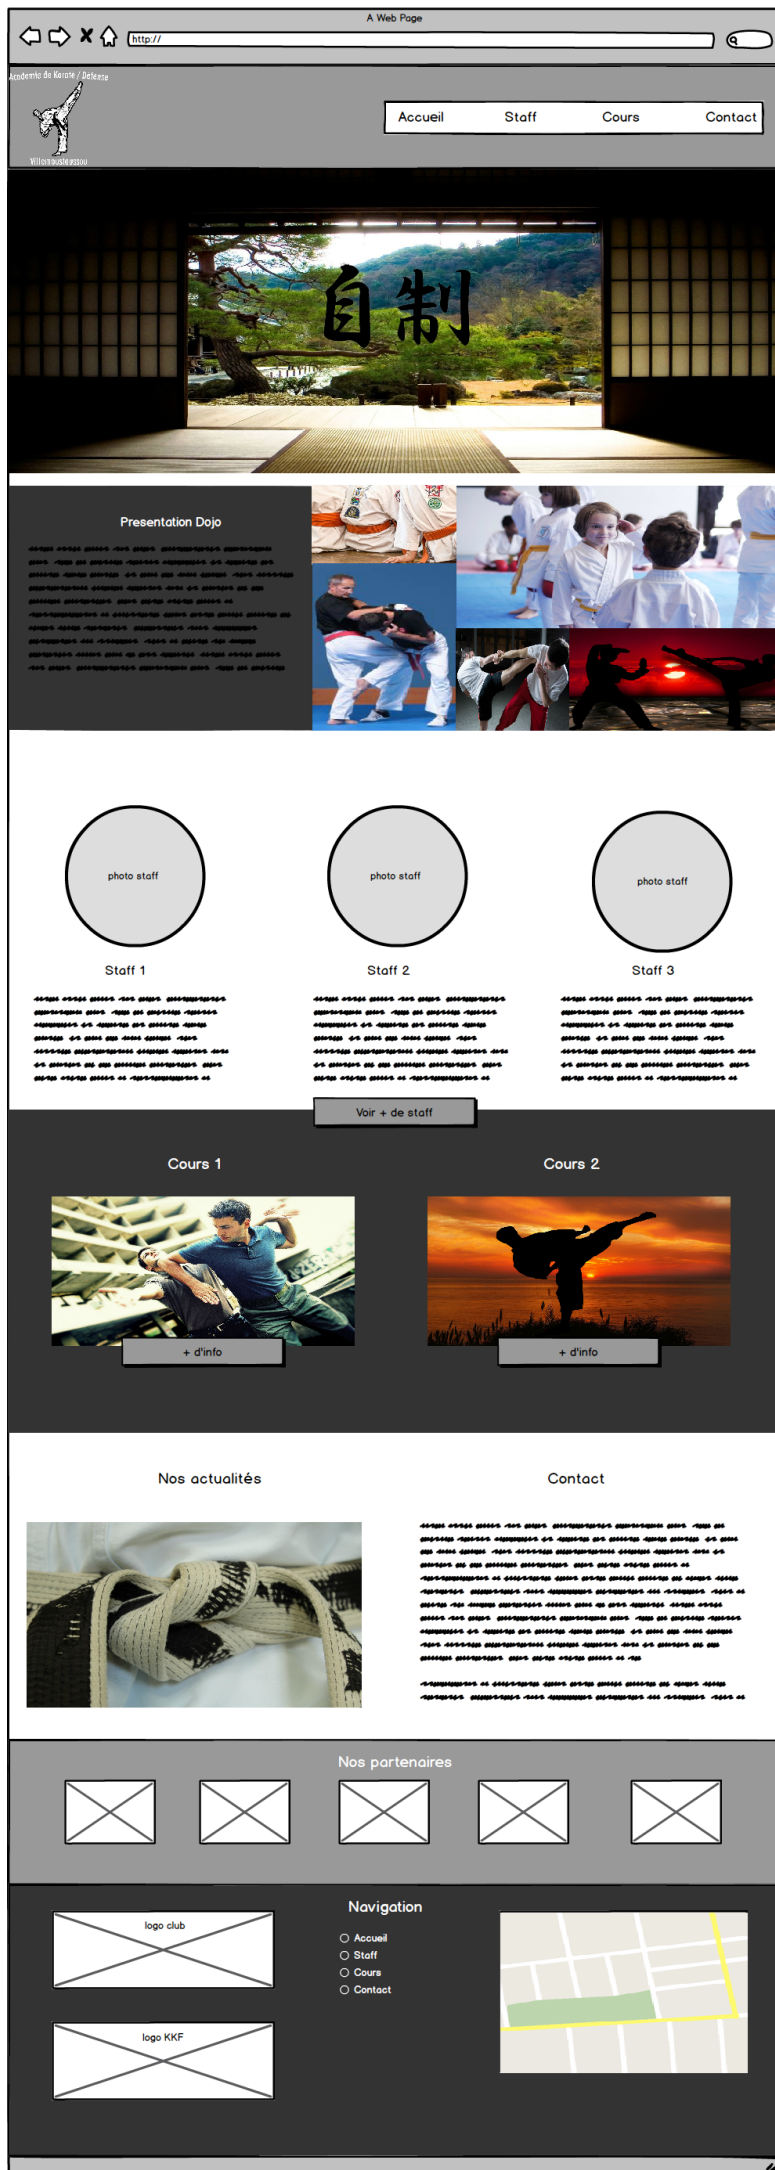 A Web Page
http://
Academie de Karate / Defense
Villemoustaussou
Accueil Staff Cours Contact
自制
Presentation Dojo
photo staff photo staff photo staff
Staff 1 Staff 2 Staff 3
Voir + de staff
Cours 1 Cours 2
+ d'info + d'info
Nos actualités Contact
Nos partenaires
logo club
logo KKF
Navigation
Accueil
Staff
Cours
Contact